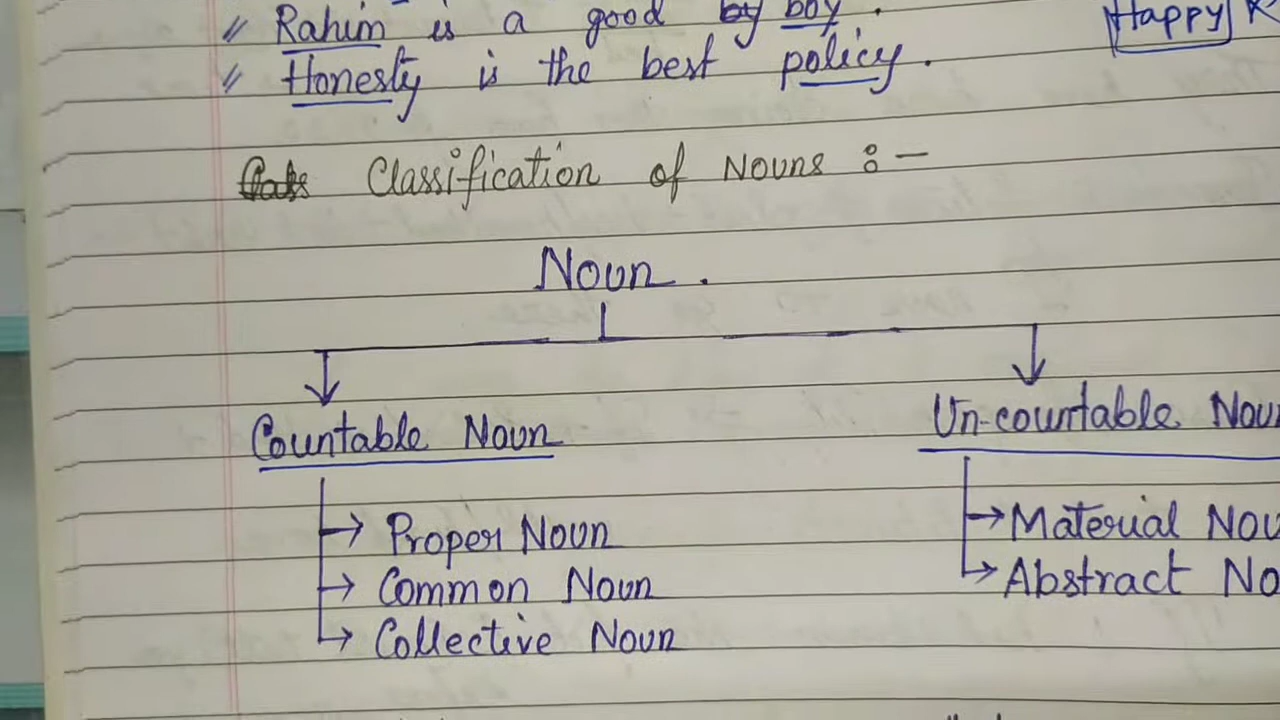 〃 Rahim is a good by boy.
Happy
〃 Honesty is the best policy.
Classification of Nouns :-
Noun.
Countable Noun
Un-countable Nou
Proper Noun
Material Nou
Common Noun
Abstract No
Collective Noun